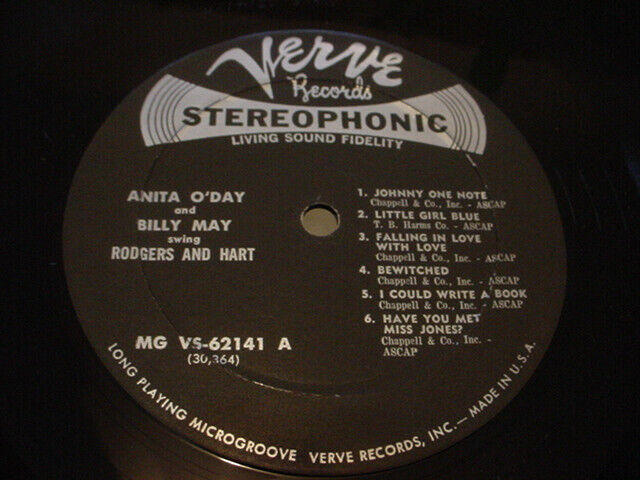 Verve
Records
STEREOPHONIC
LIVING SOUND FIDELITY
ANITA O'DAY
and
BILLY MAY
swing
RODGERS AND HART
1. JOHNNY ONE NOTE
Chappell & Co., Inc. - ASCAP
2. LITTLE GIRL BLUE
T. B. Harms Co. - ASCAP
3. FALLING IN LOVE
WITH LOVE
Chappell & Co., Inc. - ASCAP
4. BEWITCHED
Chappell & Co., Inc. - ASCAP
5. I COULD WRITE A BOOK
Chappell & Co., Inc. - ASCAP
6. HAVE YOU MET
MISS JONES?
Chappell & Co., Inc. -
ASCAP
MG VS-62141 A
(30,364)
LONG PLAYING MICROGROOVE VERVE RECORDS, INC.— MADE IN U.S.A.